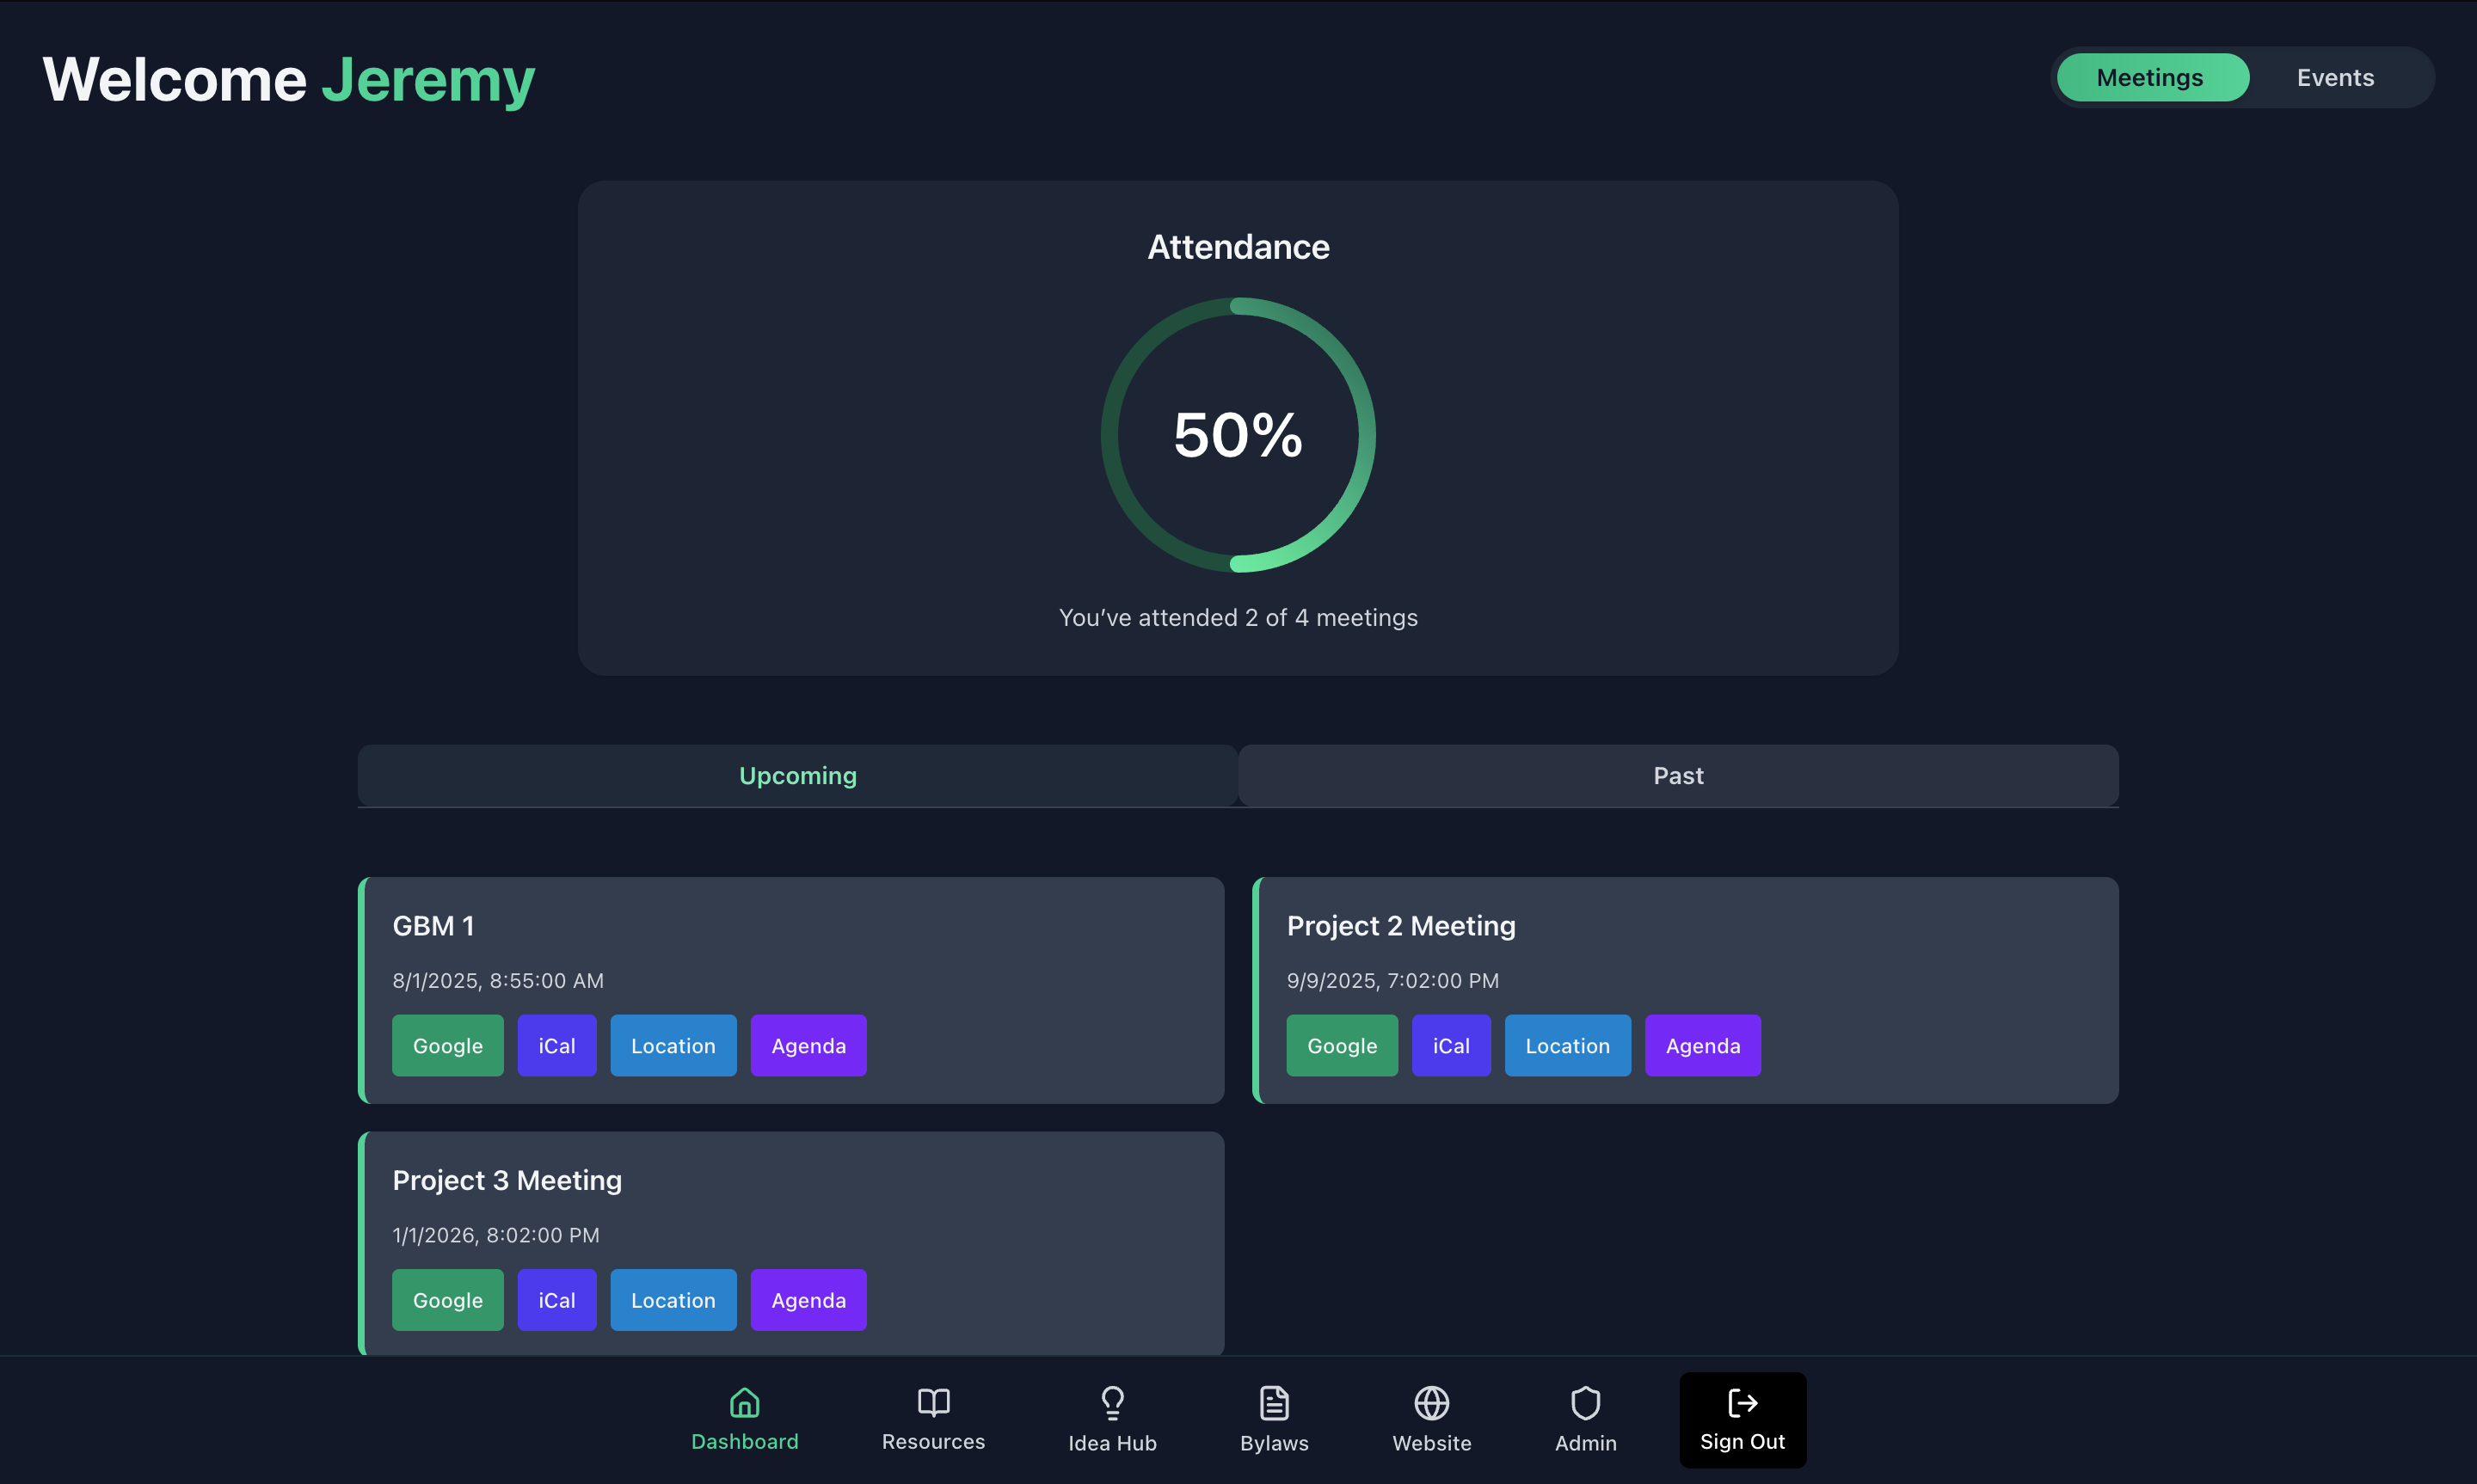 Welcome Jeremy
Meetings
Events
Attendance
50%
You’ve attended 2 of 4 meetings
Upcoming
Past
GBM 1
8/1/2025, 8:55:00 AM
Google
iCal
Location
Agenda
Project 2 Meeting
9/9/2025, 7:02:00 PM
Google
iCal
Location
Agenda
Project 3 Meeting
1/1/2026, 8:02:00 PM
Google
iCal
Location
Agenda
Dashboard
Resources
Idea Hub
Bylaws
Website
Admin
Sign Out